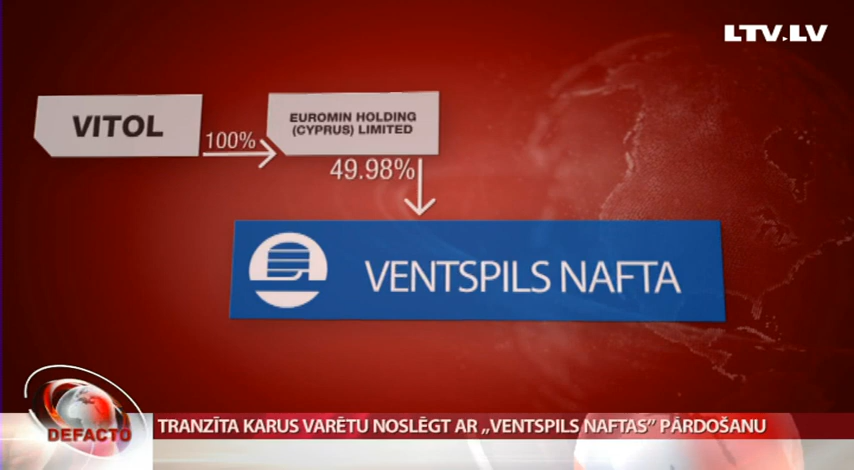 LTV.LV
VITOL
100%
EUROMIN HOLDING
(CYPRUS) LIMITED
49.98%
VENTSPILS NAFTA
DEFACTO
TRANZĪTA KARUS VARĒTU NOSLĒGT AR „VENTSPILS NAFTAS” PĀRDOŠANU